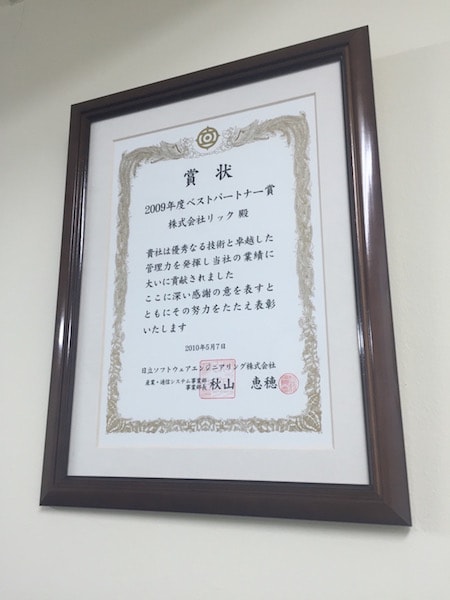 賞状
2009年度ベストパートナー賞
株式会社リック 殿
貴社は優秀なる技術と卓越した
管理力を発揮し当社の業績に
大いに貢献されました
ここに深い感謝の意を表すと
ともにその努力をたたえ表彰
いたします
2010年5月7日
日立ソフトウェアエンジニアリング株式会社
産業・通信システム事業部
事業部長 秋山 恵穂